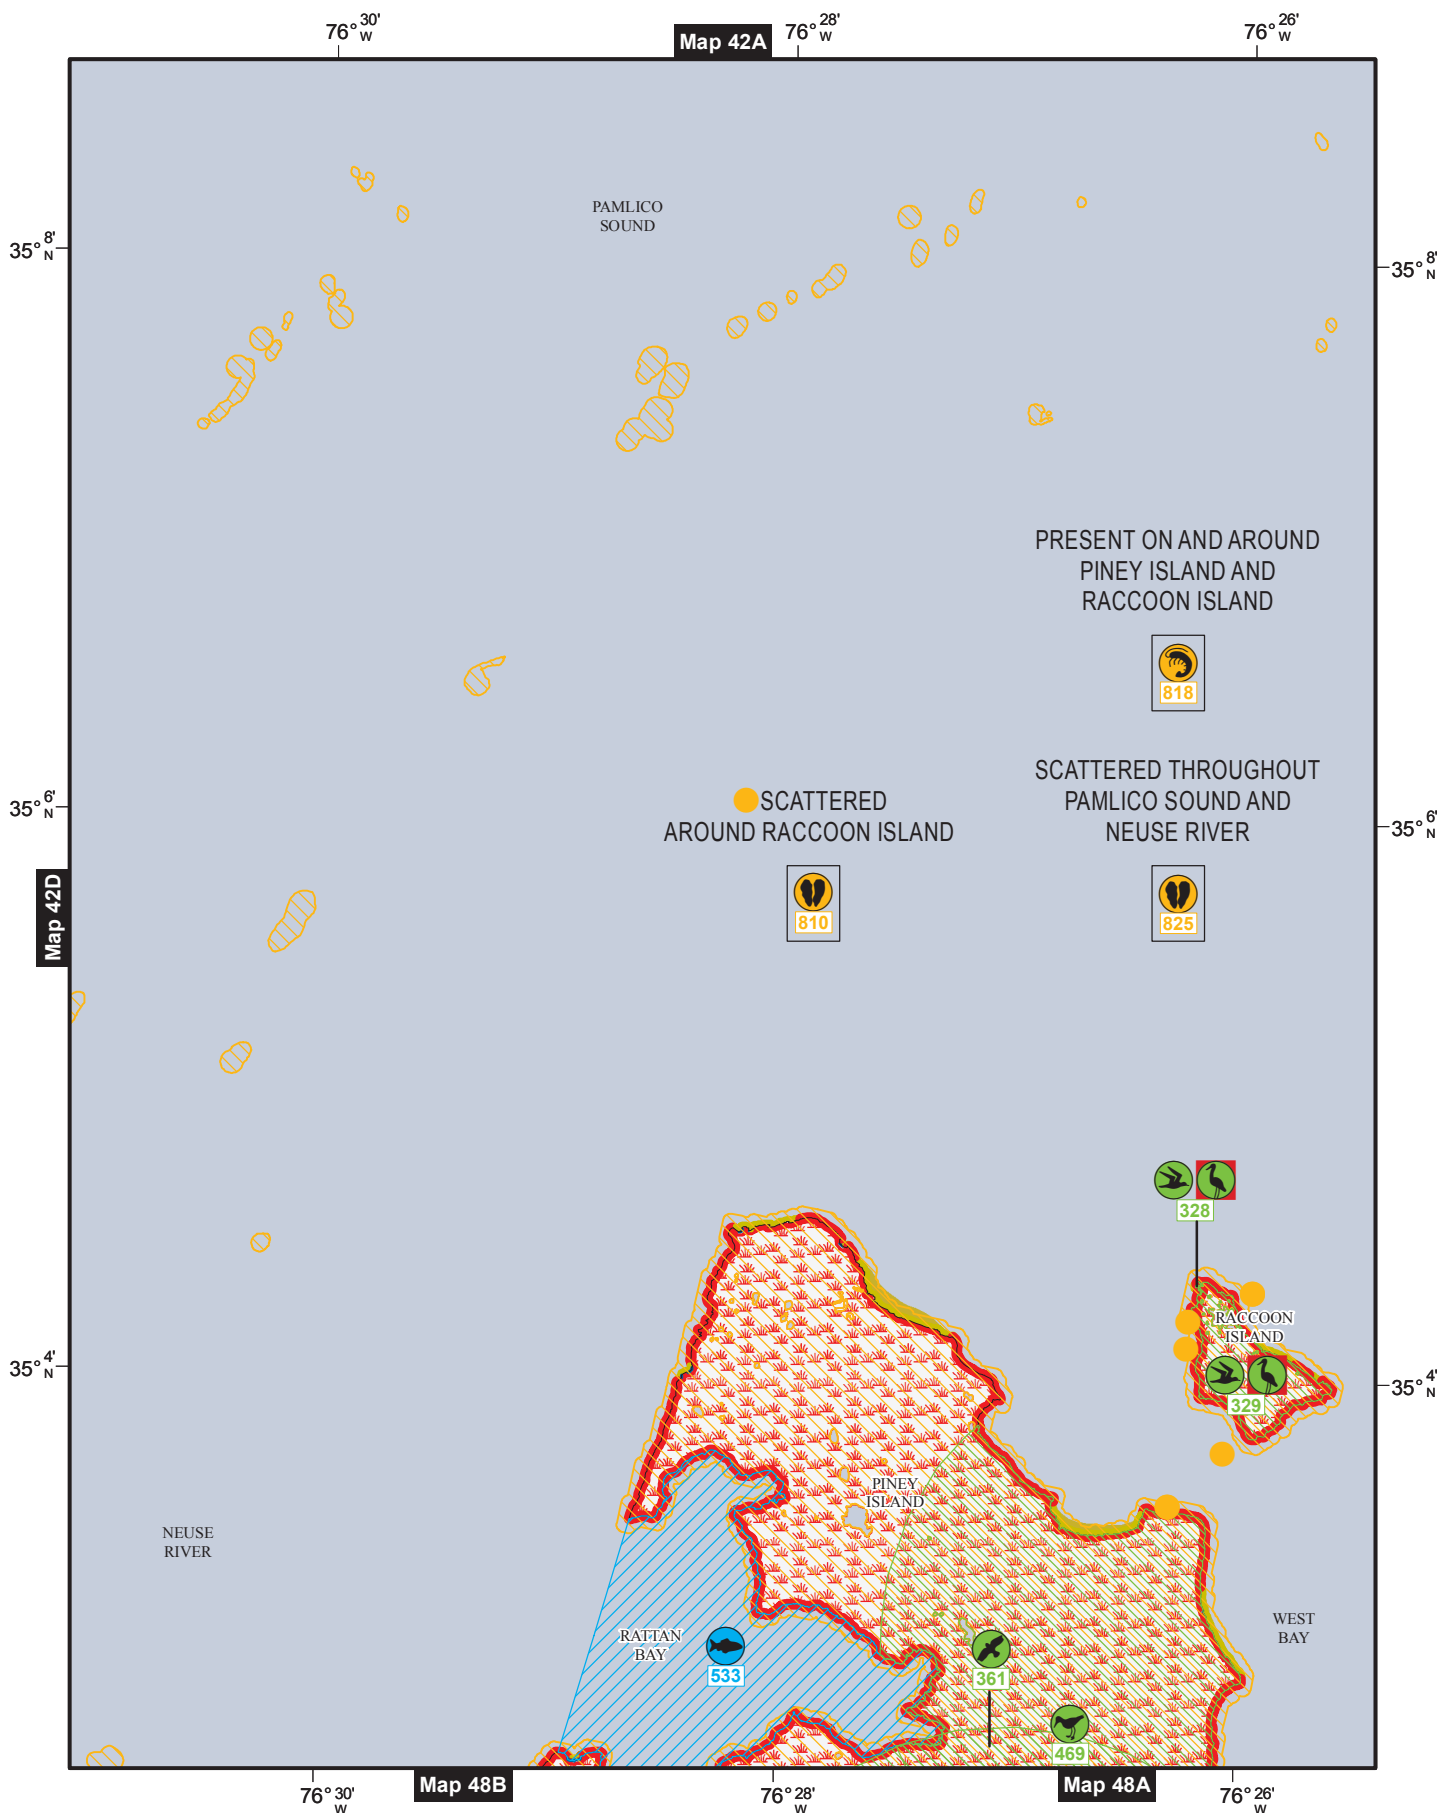 76° 30' W
Map 42A
76° 28' W
76° 26' W
PAMLICO
SOUND
35° 8' N
35° 8' N
PRESENT ON AND AROUND
PINEY ISLAND AND
RACCOON ISLAND
818
SCATTERED
AROUND RACCOON ISLAND
810
SCATTERED THROUGHOUT
PAMLICO SOUND AND
NEUSE RIVER
825
35° 6' N
35° 6' N
Map 42D
328
RACCOON
ISLAND
329
35° 4' N
35° 4' N
PINEY
ISLAND
NEUSE
RIVER
RATTAN
BAY
533
361
469
WEST
BAY
76° 30' W
Map 48B
76° 28' W
Map 48A
76° 26' W